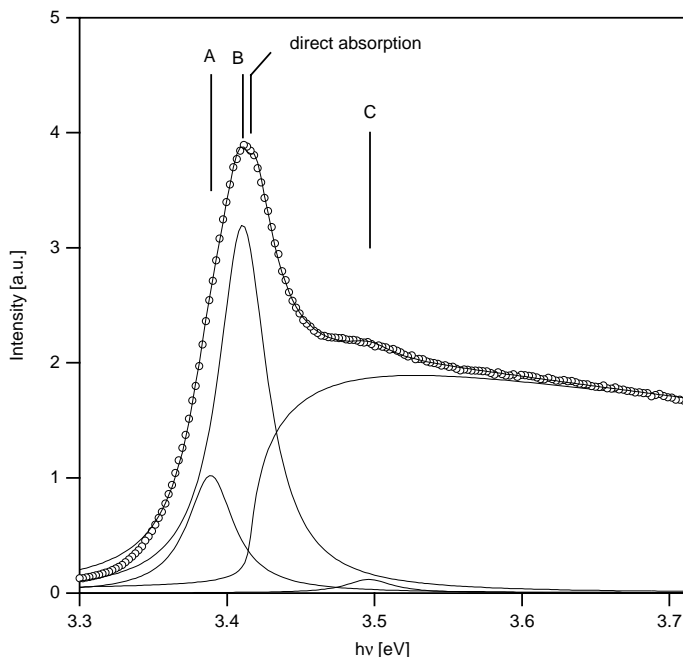 5
direct absorption
A
B
C
4
3
2
1
0
Intensity [a.u.]
3.3
3.4
3.5
3.6
3.7
hν [eV]